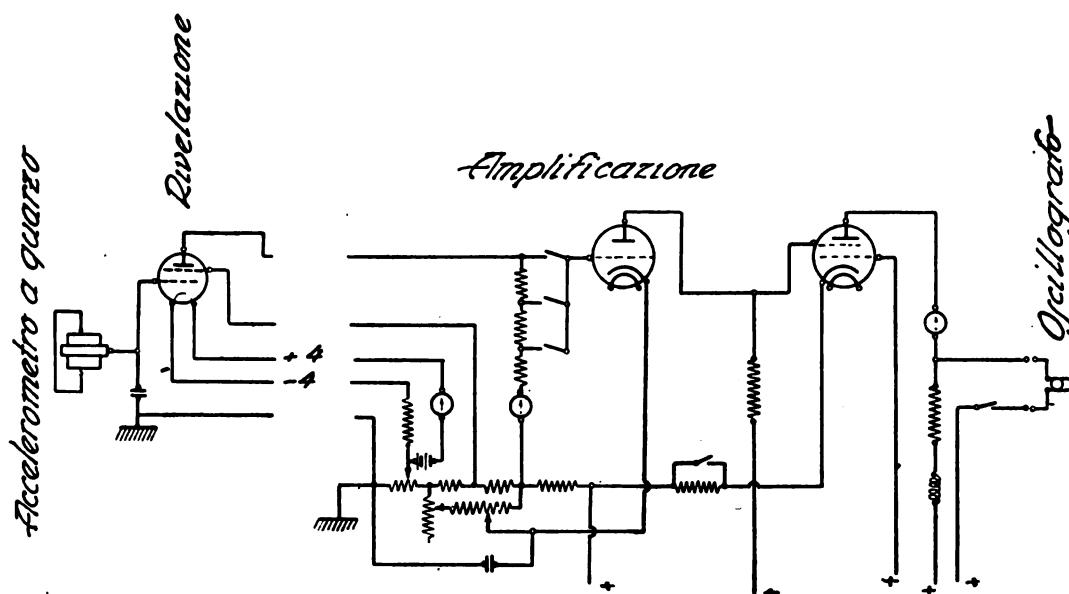 Accelerometro a quarzo
Rivelazione
Amplificazione
Oscillografo
+ 4
- 4
+
+
+
+
+